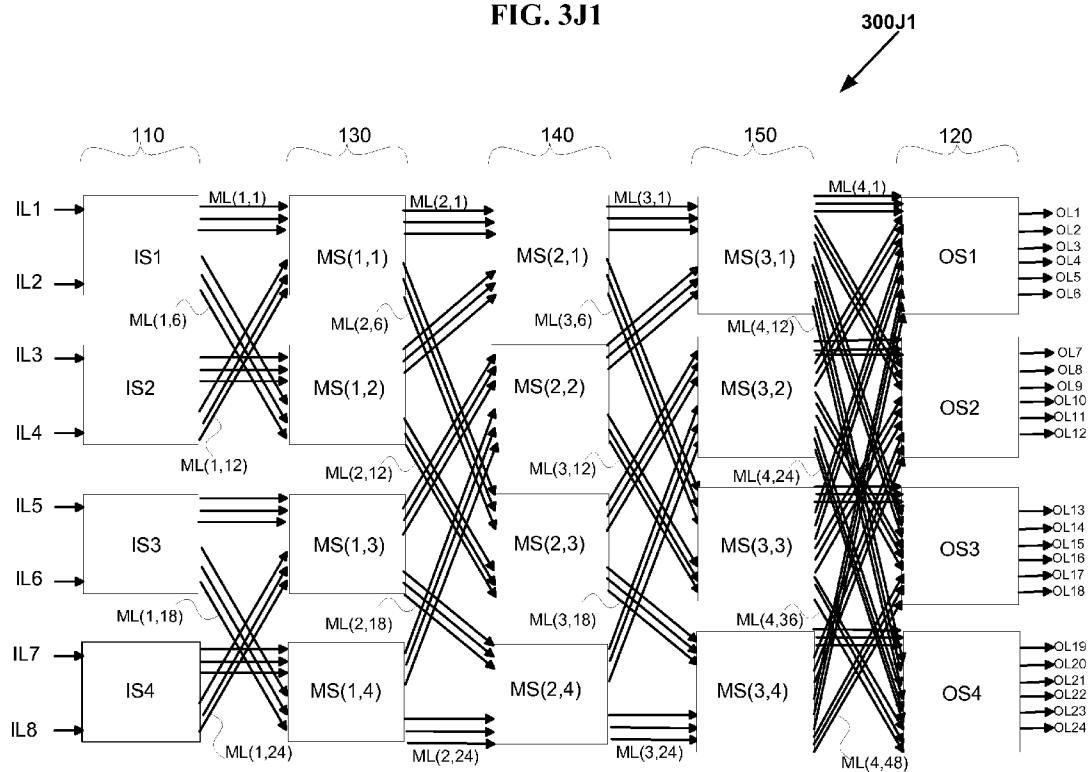 FIG. 3J1
300J1
110 130 140 150 120
ML(1,1) ML(2,1) ML(3,1) ML(4,1)
IL1
IL2
IS1 MS(1,1) MS(2,1) MS(3,1) OS1
OL1
OL2
OL3
OL4
OL5
OL6
ML(1,6) ML(2,6) ML(3,6) ML(4,12)
IL3
IL4
IS2 MS(1,2) MS(2,2) MS(3,2) OS2
OL7
OL8
OL9
OL10
OL11
OL12
ML(1,12) ML(2,12) ML(3,12) ML(4,24)
IL5
IL6
IS3 MS(1,3) MS(2,3) MS(3,3) OS3
OL13
OL14
OL15
OL16
OL17
OL18
ML(1,18) ML(2,18) ML(3,18) ML(4,36)
IL7
IL8
IS4 MS(1,4) MS(2,4) MS(3,4) OS4
OL19
OL20
OL21
OL22
OL23
OL24
ML(1,24) ML(2,24) ML(3,24) ML(4,48)